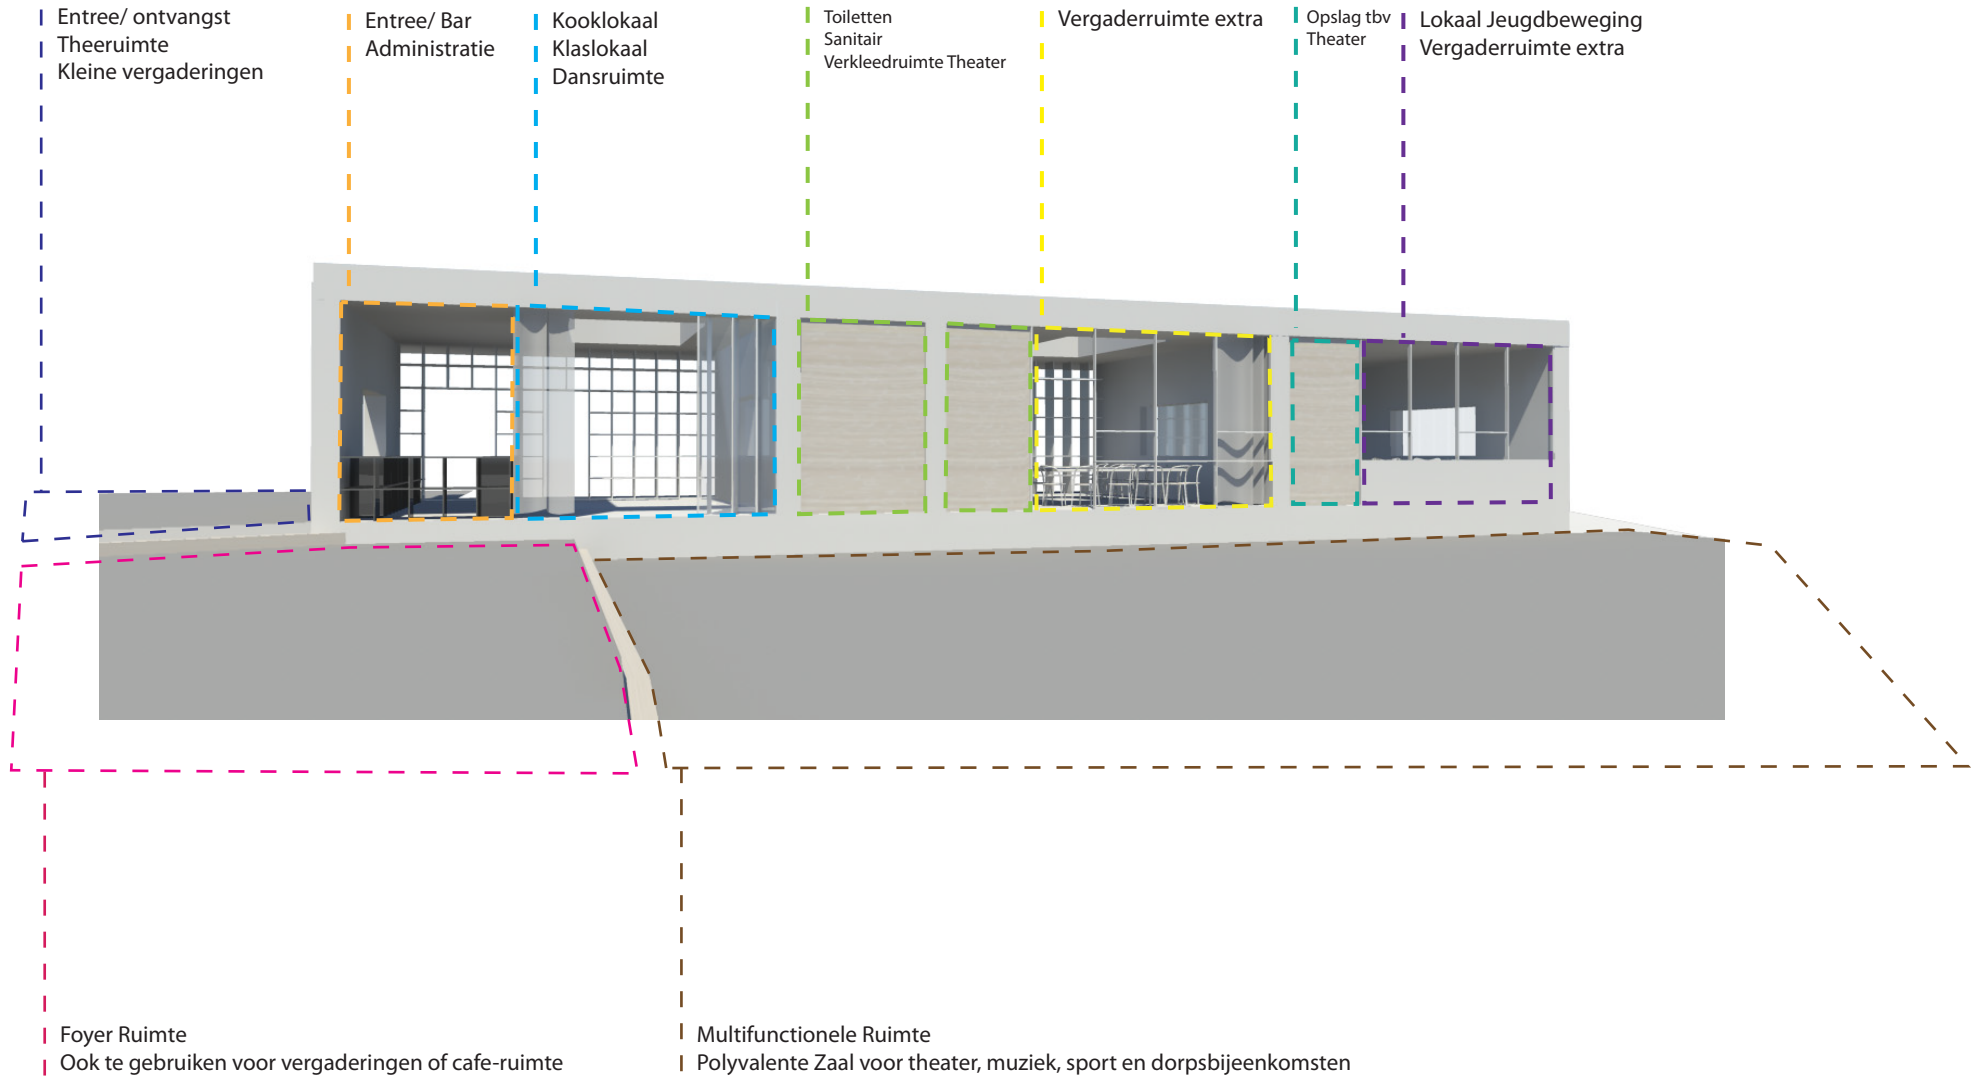 Entree/ ontvangst
Theeruimte
Kleine vergaderingen
Entree/ Bar
Administratie
Kooklokaal
Klaslokaal
Dansruimte
Toiletten
Sanitair
Verkleedruimte Theater
Vergaderruimte extra
Opslag tbv
Theater
Lokaal Jeugdbeweging
Vergaderruimte extra
Foyer Ruimte
Ook te gebruiken voor vergaderingen of cafe-ruimte
Multifunctionele Ruimte
Polyvalente Zaal voor theater, muziek, sport en dorpsbijeenkomsten